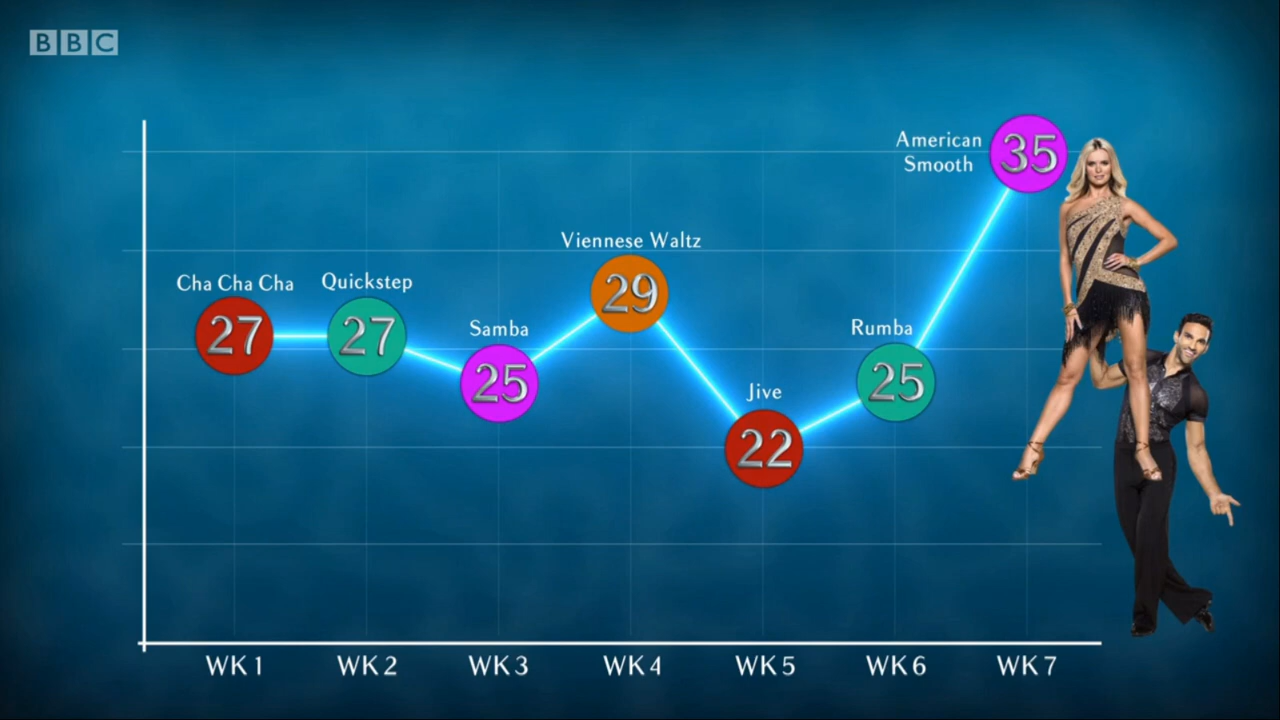 BBC
American
Smooth
35
Viennese Waltz
29
Cha Cha Cha
27
Quickstep
27
Samba
25
Rumba
25
Jive
22
WK 1
WK 2
WK 3
WK 4
WK 5
WK 6
WK 7